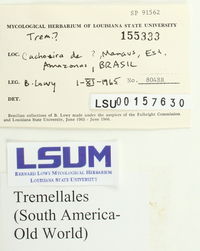 SP 91562
MYCOLOGICAL HERBARIUM OF LOUISIANA STATE UNIVERSITY
Trem.? 155333
LOC. Cachoeira de ? Manaus, Est.
Amazonas, BRASIL
LEG. B. Lowy 1-XI-1965 No. 8048B
DET.
LSU 00157630
Brazilian collections of B. Lowy made under the auspices of the Fulbright Commission
and Louisiana State University, June 1965 - June 1966.
LSUM
BERNARD LOWY MYCOLOGICAL HERBARIUM
LOUISIANA STATE UNIVERSITY
Tremellales
(South America-
Old World)